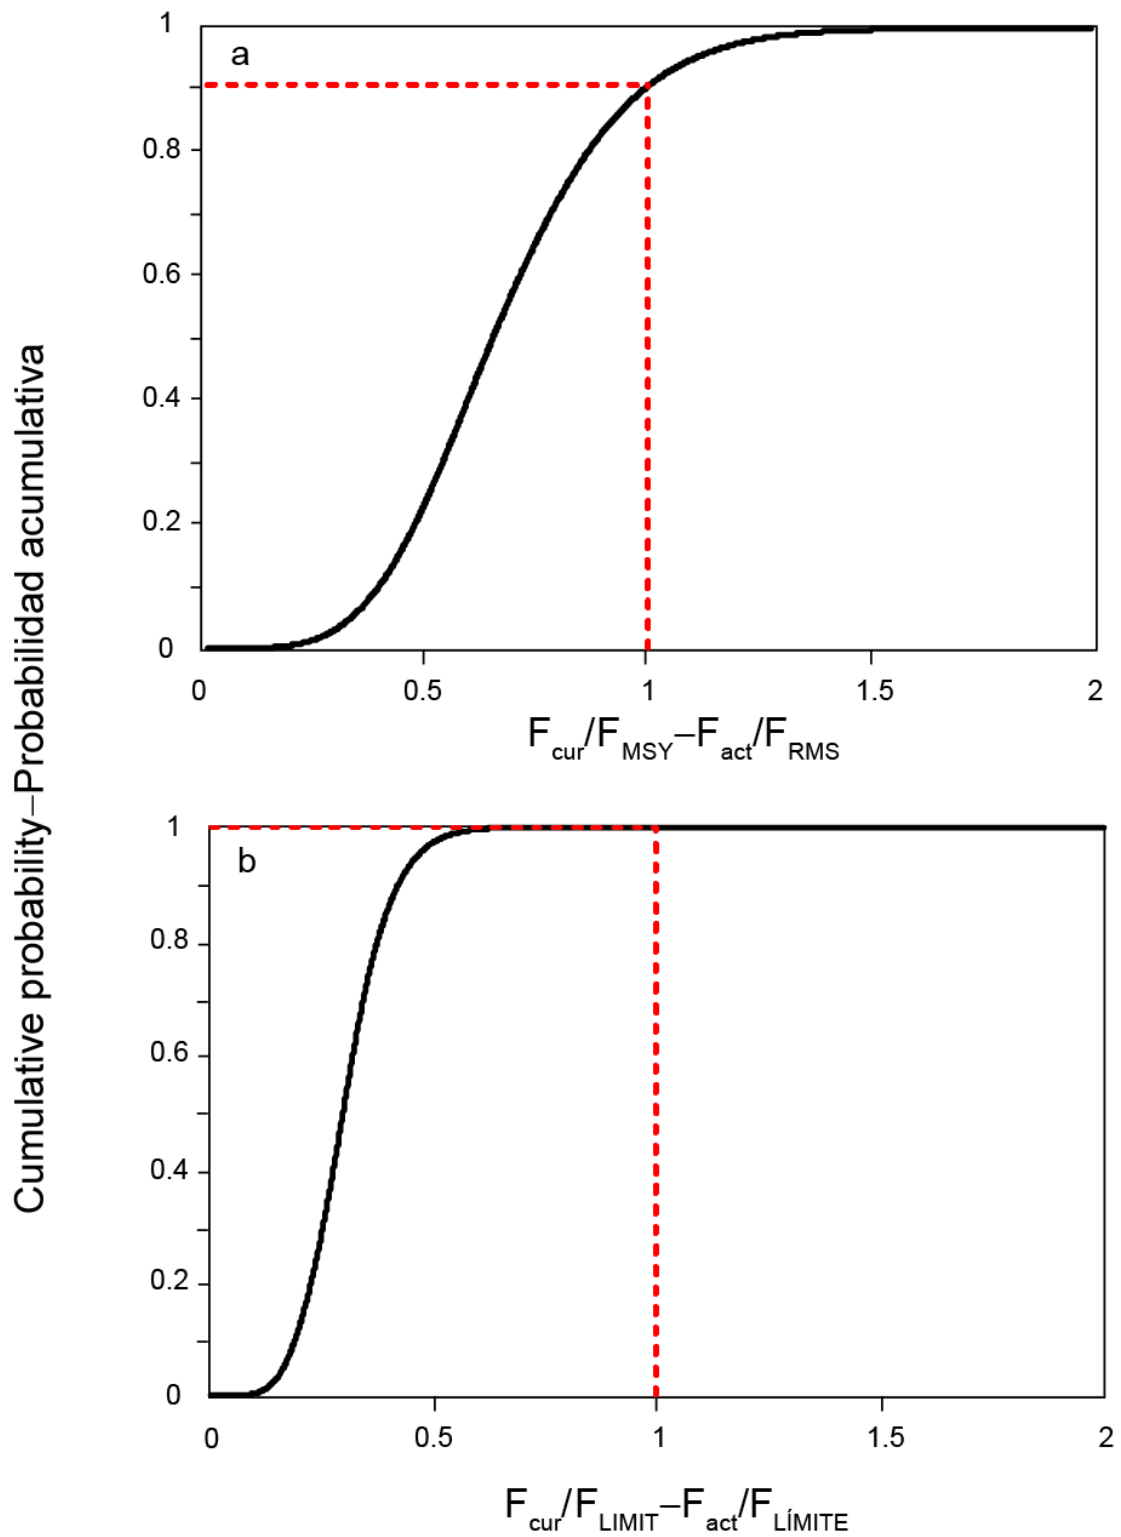 Cumulative probability–Probabilidad acumulativa
a
1
0.8
0.6
0.4
0.2
0
0 0.5 1 1.5 2
Fcur/FMSY–Fact/FRMS
b
1
0.8
0.6
0.4
0.2
0
0 0.5 1 1.5 2
Fcur/FLIMIT–Fact/FLÍMITE